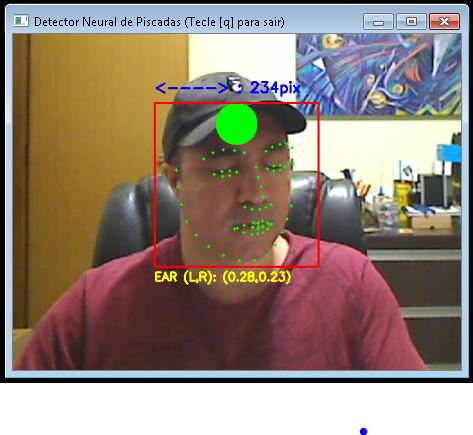 Detector Neural de Piscadas (Tecle [q] para sair)
<----> : 234pix
EAR (L,R): (0.28,0.23)